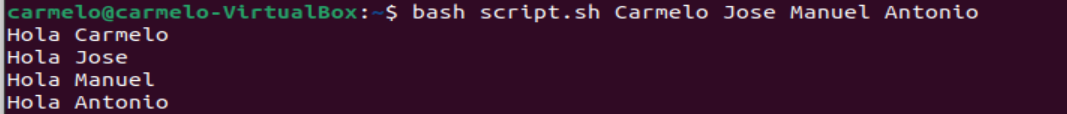 carmelo@carmelo-VirtualBox:~$ bash script.sh Carmelo Jose Manuel Antonio
Hola Carmelo
Hola Jose
Hola Manuel
Hola Antonio